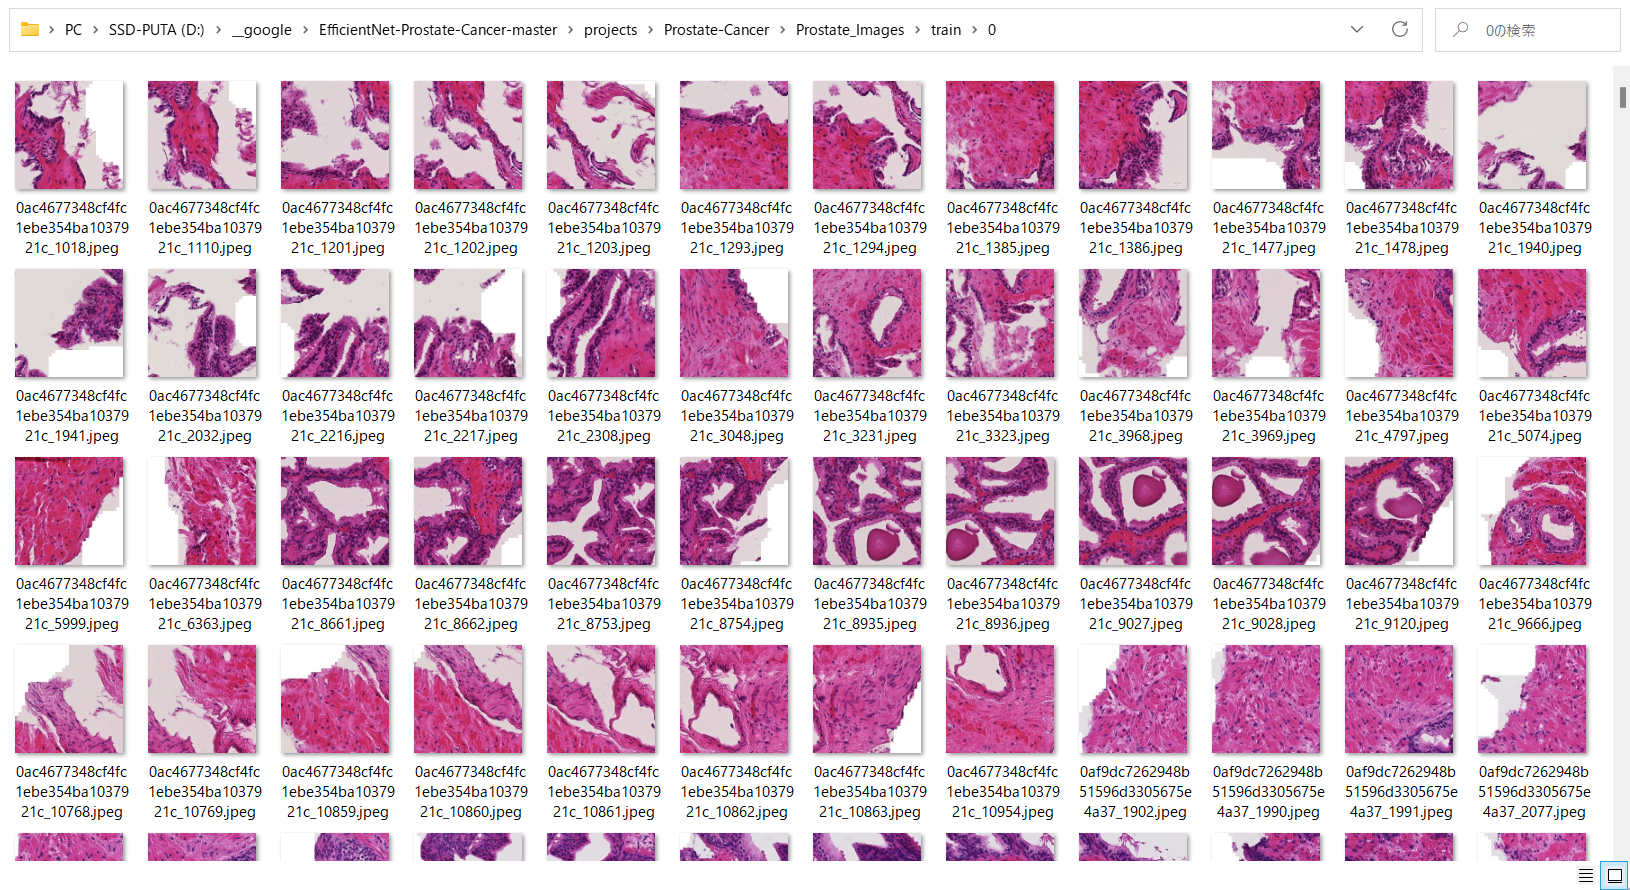 PC > SSD-PUTA (D:) > __google > EfficientNet-Prostate-Cancer-master > projects > Prostate-Cancer > Prostate_Images > train > 0
0の検索
0ac4677348cf4fc 0ac4677348cf4fc 0ac4677348cf4fc 0ac4677348cf4fc 0ac4677348cf4fc 0ac4677348cf4fc 0ac4677348cf4fc 0ac4677348cf4fc 0ac4677348cf4fc 0ac4677348cf4fc 0ac4677348cf4fc 0ac4677348cf4fc
1ebe354ba10379 1ebe354ba10379 1ebe354ba10379 1ebe354ba10379 1ebe354ba10379 1ebe354ba10379 1ebe354ba10379 1ebe354ba10379 1ebe354ba10379 1ebe354ba10379 1ebe354ba10379 1ebe354ba10379
21c_1018.jpeg 21c_1110.jpeg 21c_1201.jpeg 21c_1202.jpeg 21c_1203.jpeg 21c_1293.jpeg 21c_1294.jpeg 21c_1385.jpeg 21c_1386.jpeg 21c_1477.jpeg 21c_1478.jpeg 21c_1940.jpeg
0ac4677348cf4fc 0ac4677348cf4fc 0ac4677348cf4fc 0ac4677348cf4fc 0ac4677348cf4fc 0ac4677348cf4fc 0ac4677348cf4fc 0ac4677348cf4fc 0ac4677348cf4fc 0ac4677348cf4fc 0ac4677348cf4fc 0ac4677348cf4fc
1ebe354ba10379 1ebe354ba10379 1ebe354ba10379 1ebe354ba10379 1ebe354ba10379 1ebe354ba10379 1ebe354ba10379 1ebe354ba10379 1ebe354ba10379 1ebe354ba10379 1ebe354ba10379 1ebe354ba10379
21c_1941.jpeg 21c_2032.jpeg 21c_2216.jpeg 21c_2217.jpeg 21c_2308.jpeg 21c_3048.jpeg 21c_3231.jpeg 21c_3323.jpeg 21c_3968.jpeg 21c_3969.jpeg 21c_4797.jpeg 21c_5074.jpeg
0ac4677348cf4fc 0ac4677348cf4fc 0ac4677348cf4fc 0ac4677348cf4fc 0ac4677348cf4fc 0ac4677348cf4fc 0ac4677348cf4fc 0ac4677348cf4fc 0ac4677348cf4fc 0ac4677348cf4fc 0ac4677348cf4fc 0ac4677348cf4fc
1ebe354ba10379 1ebe354ba10379 1ebe354ba10379 1ebe354ba10379 1ebe354ba10379 1ebe354ba10379 1ebe354ba10379 1ebe354ba10379 1ebe354ba10379 1ebe354ba10379 1ebe354ba10379 1ebe354ba10379
21c_5999.jpeg 21c_6363.jpeg 21c_8661.jpeg 21c_8662.jpeg 21c_8753.jpeg 21c_8754.jpeg 21c_8935.jpeg 21c_8936.jpeg 21c_9027.jpeg 21c_9028.jpeg 21c_9120.jpeg 21c_9666.jpeg
0ac4677348cf4fc 0ac4677348cf4fc 0ac4677348cf4fc 0ac4677348cf4fc 0ac4677348cf4fc 0ac4677348cf4fc 0ac4677348cf4fc 0ac4677348cf4fc 0af9dc7262948b 0af9dc7262948b 0af9dc7262948b 0af9dc7262948b
1ebe354ba10379 1ebe354ba10379 1ebe354ba10379 1ebe354ba10379 1ebe354ba10379 1ebe354ba10379 1ebe354ba10379 1ebe354ba10379 51596d3305675e 51596d3305675e 51596d3305675e 51596d3305675e
21c_10768.jpeg 21c_10769.jpeg 21c_10859.jpeg 21c_10860.jpeg 21c_10861.jpeg 21c_10862.jpeg 21c_10863.jpeg 21c_10954.jpeg 4a37_1902.jpeg 4a37_1990.jpeg 4a37_1991.jpeg 4a37_2077.jpeg